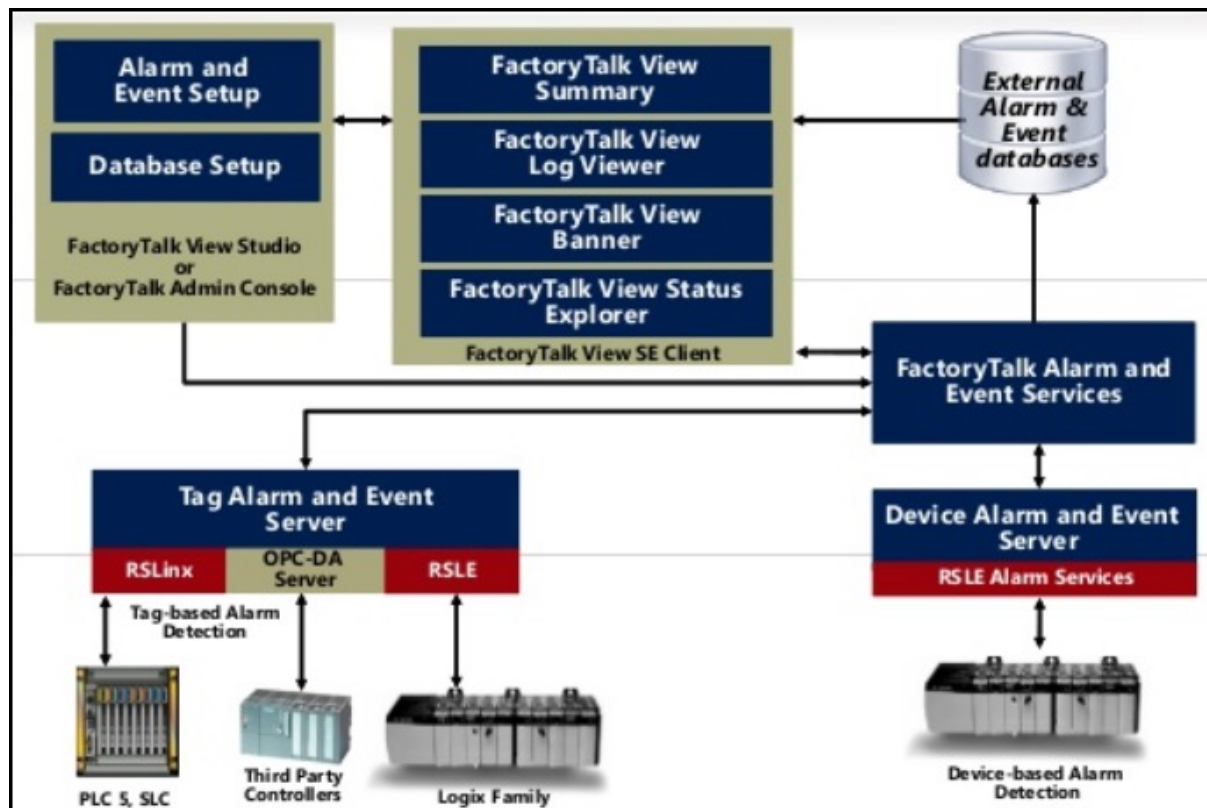 Alarm and
Event Setup
Database Setup
FactoryTalk View Studio
or
FactoryTalk Admin Console
FactoryTalk View
Summary
FactoryTalk View
Log Viewer
FactoryTalk View
Banner
FactoryTalk View Status
Explorer
FactoryTalk View SE Client
External
Alarm &
Event
databases
FactoryTalk Alarm and
Event Services
Tag Alarm and Event
Server
RSLinx
OPC-DA
Server
RSLE
Device Alarm and Event
Server
RSLE Alarm Services
Tag-based Alarm
Detection
PLC 5, SLC
Third Party
Controllers
Logix Family
Device-based Alarm
Detection